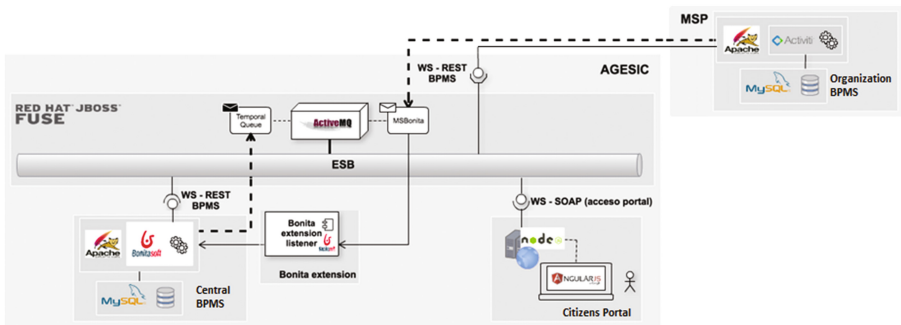 MSP
Apache
Activiti
MySQL
Organization
BPMS
WS - REST
BPMS
AGESIC
RED HAT JBOSS
FUSE
Temporal
Queue
ActiveMQ
MSBonita
ESB
WS - REST
BPMS
WS - SOAP (acceso portal)
Apache
Bonitasoft
MySQL
Central
BPMS
Bonita
extension
listener
Bonita extension
node
ANGULARJS
Citizens Portal